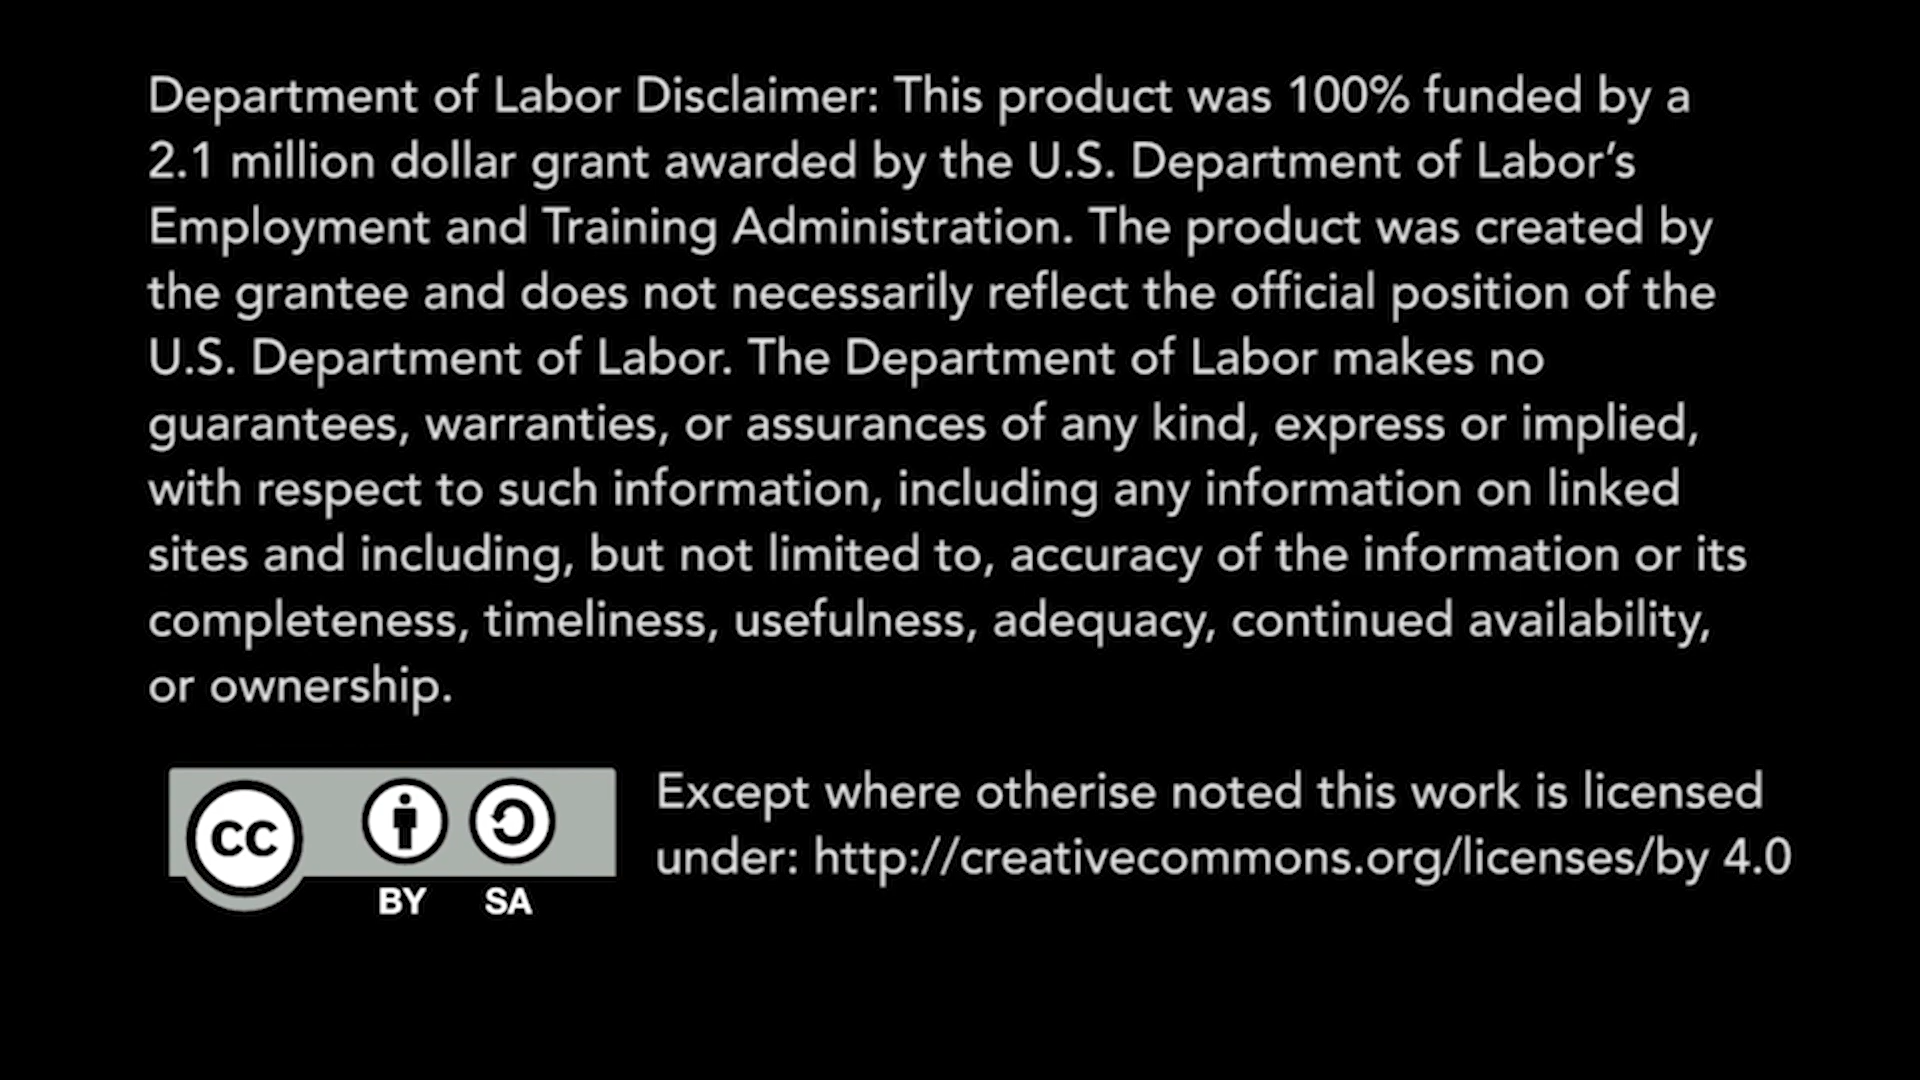 Department of Labor Disclaimer: This product was 100% funded by a
2.1 million dollar grant awarded by the U.S. Department of Labor’s
Employment and Training Administration. The product was created by
the grantee and does not necessarily reflect the official position of the
U.S. Department of Labor. The Department of Labor makes no
guarantees, warranties, or assurances of any kind, express or implied,
with respect to such information, including any information on linked
sites and including, but not limited to, accuracy of the information or its
completeness, timeliness, usefulness, adequacy, continued availability,
or ownership.
cc
BY SA
Except where otherise noted this work is licensed
under: http://creativecommons.org/licenses/by 4.0